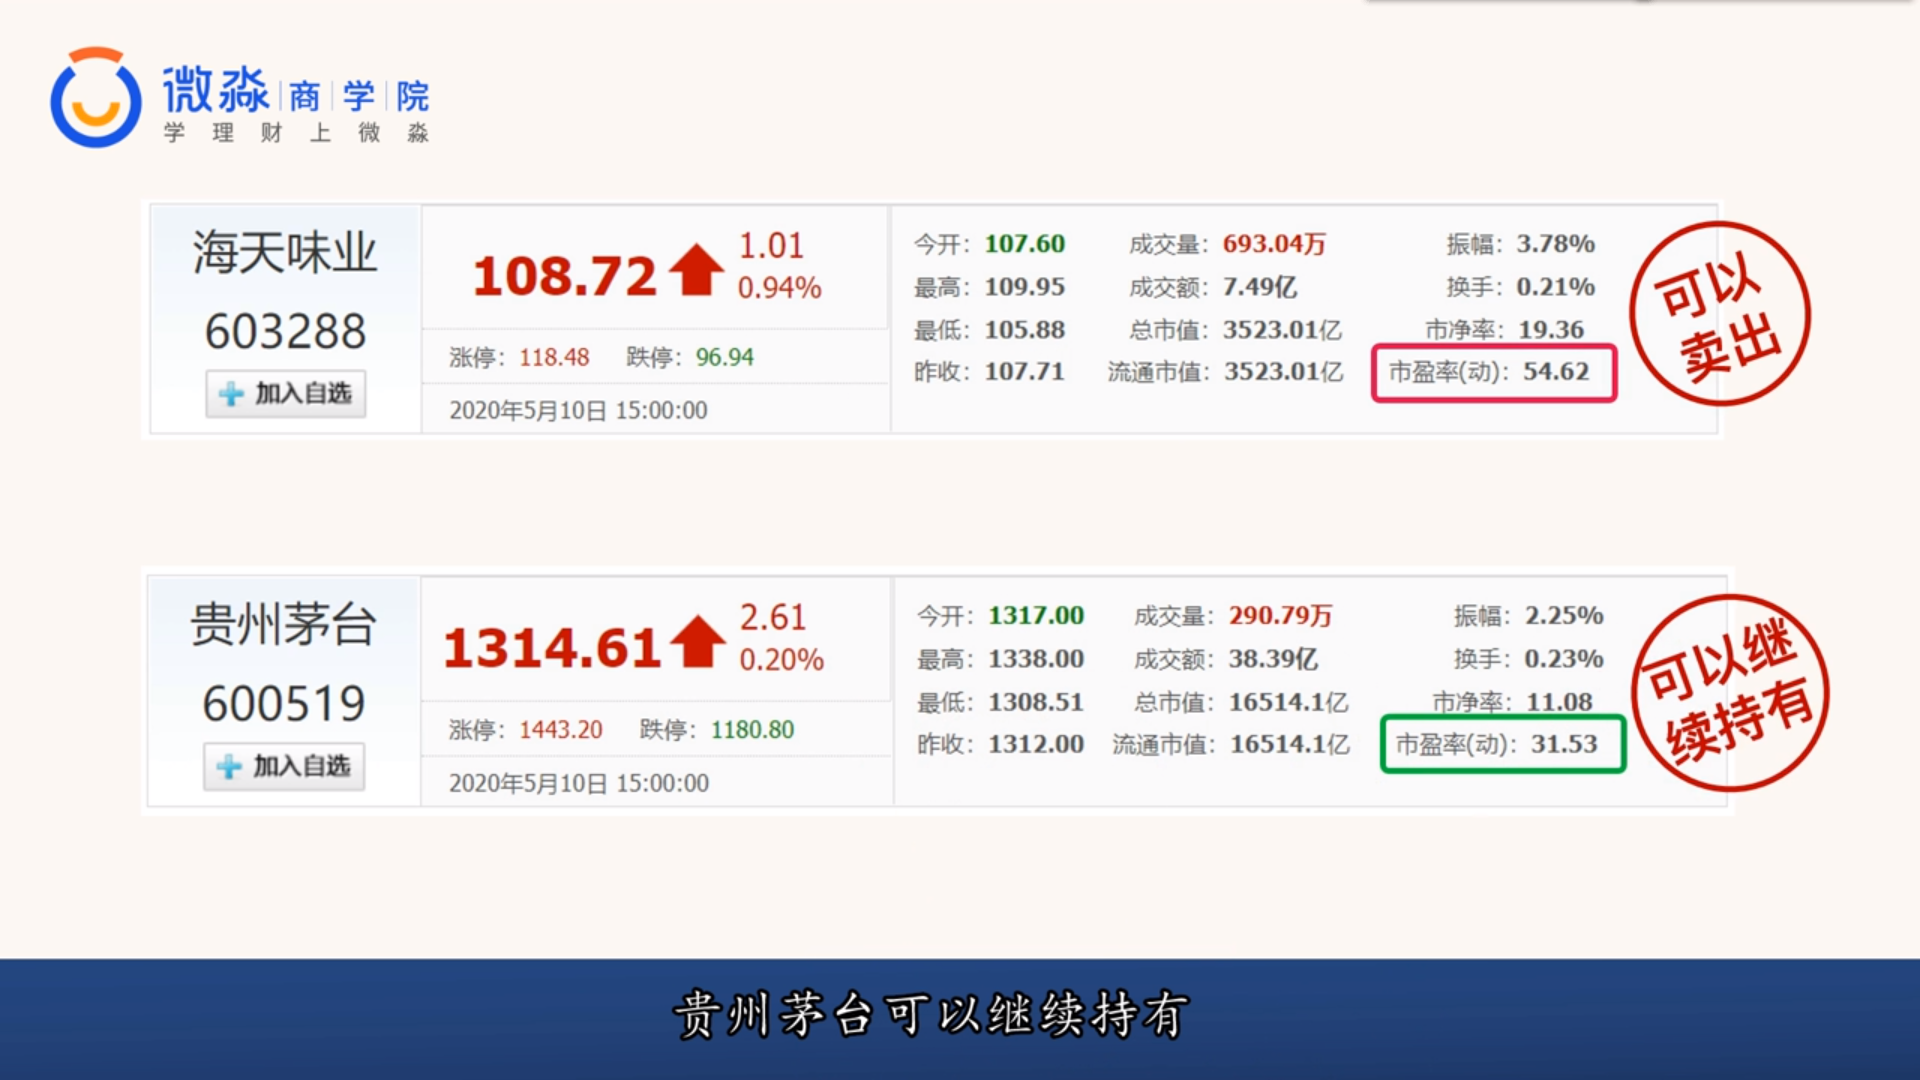 微淼 商 学 院
学 理 财 上 微 淼
海天味业
603288
加入自选
108.72
1.01
0.94%
涨停: 118.48 跌停: 96.94
2020年5月10日 15:00:00
今开: 107.60 成交量: 693.04万 振幅: 3.78%
最高: 109.95 成交额: 7.49亿 换手: 0.21%
最低: 105.88 总市值: 3523.01亿 市净率: 19.36
昨收: 107.71 流通市值: 3523.01亿 市盈率(动): 54.62
可以
卖出
贵州茅台
600519
加入自选
1314.61
2.61
0.20%
涨停: 1443.20 跌停: 1180.80
2020年5月10日 15:00:00
今开: 1317.00 成交量: 290.79万 振幅: 2.25%
最高: 1338.00 成交额: 38.39亿 换手: 0.23%
最低: 1308.51 总市值: 16514.1亿 市净率: 11.08
昨收: 1312.00 流通市值: 16514.1亿 市盈率(动): 31.53
可以继
续持有
贵州茅台可以继续持有